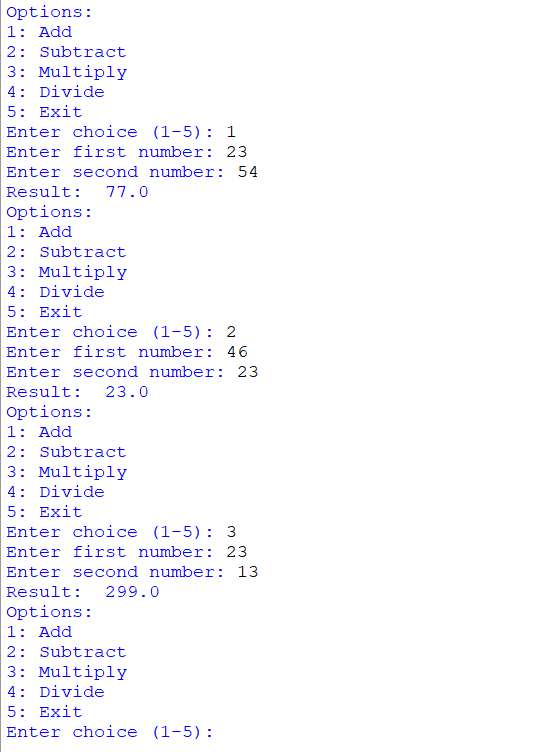 Options:
1: Add
2: Subtract
3: Multiply
4: Divide
5: Exit
Enter choice (1-5): 1
Enter first number: 23
Enter second number: 54
Result:  77.0
Options:
1: Add
2: Subtract
3: Multiply
4: Divide
5: Exit
Enter choice (1-5): 2
Enter first number: 46
Enter second number: 23
Result:  23.0
Options:
1: Add
2: Subtract
3: Multiply
4: Divide
5: Exit
Enter choice (1-5): 3
Enter first number: 23
Enter second number: 13
Result:  299.0
Options:
1: Add
2: Subtract
3: Multiply
4: Divide
5: Exit
Enter choice (1-5):